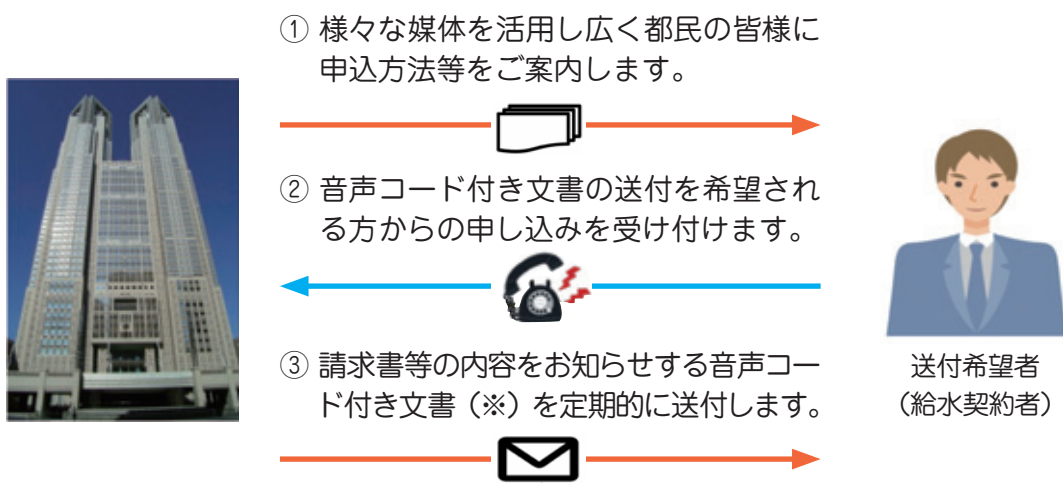 ① 様々な媒体を活用し広く都民の皆様に
申込方法等をご案内します。
② 音声コード付き文書の送付を希望され
る方からの申し込みを受け付けます。
③ 請求書等の内容をお知らせする音声コー
ド付き文書（※）を定期的に送付します。
送付希望者
（給水契約者）